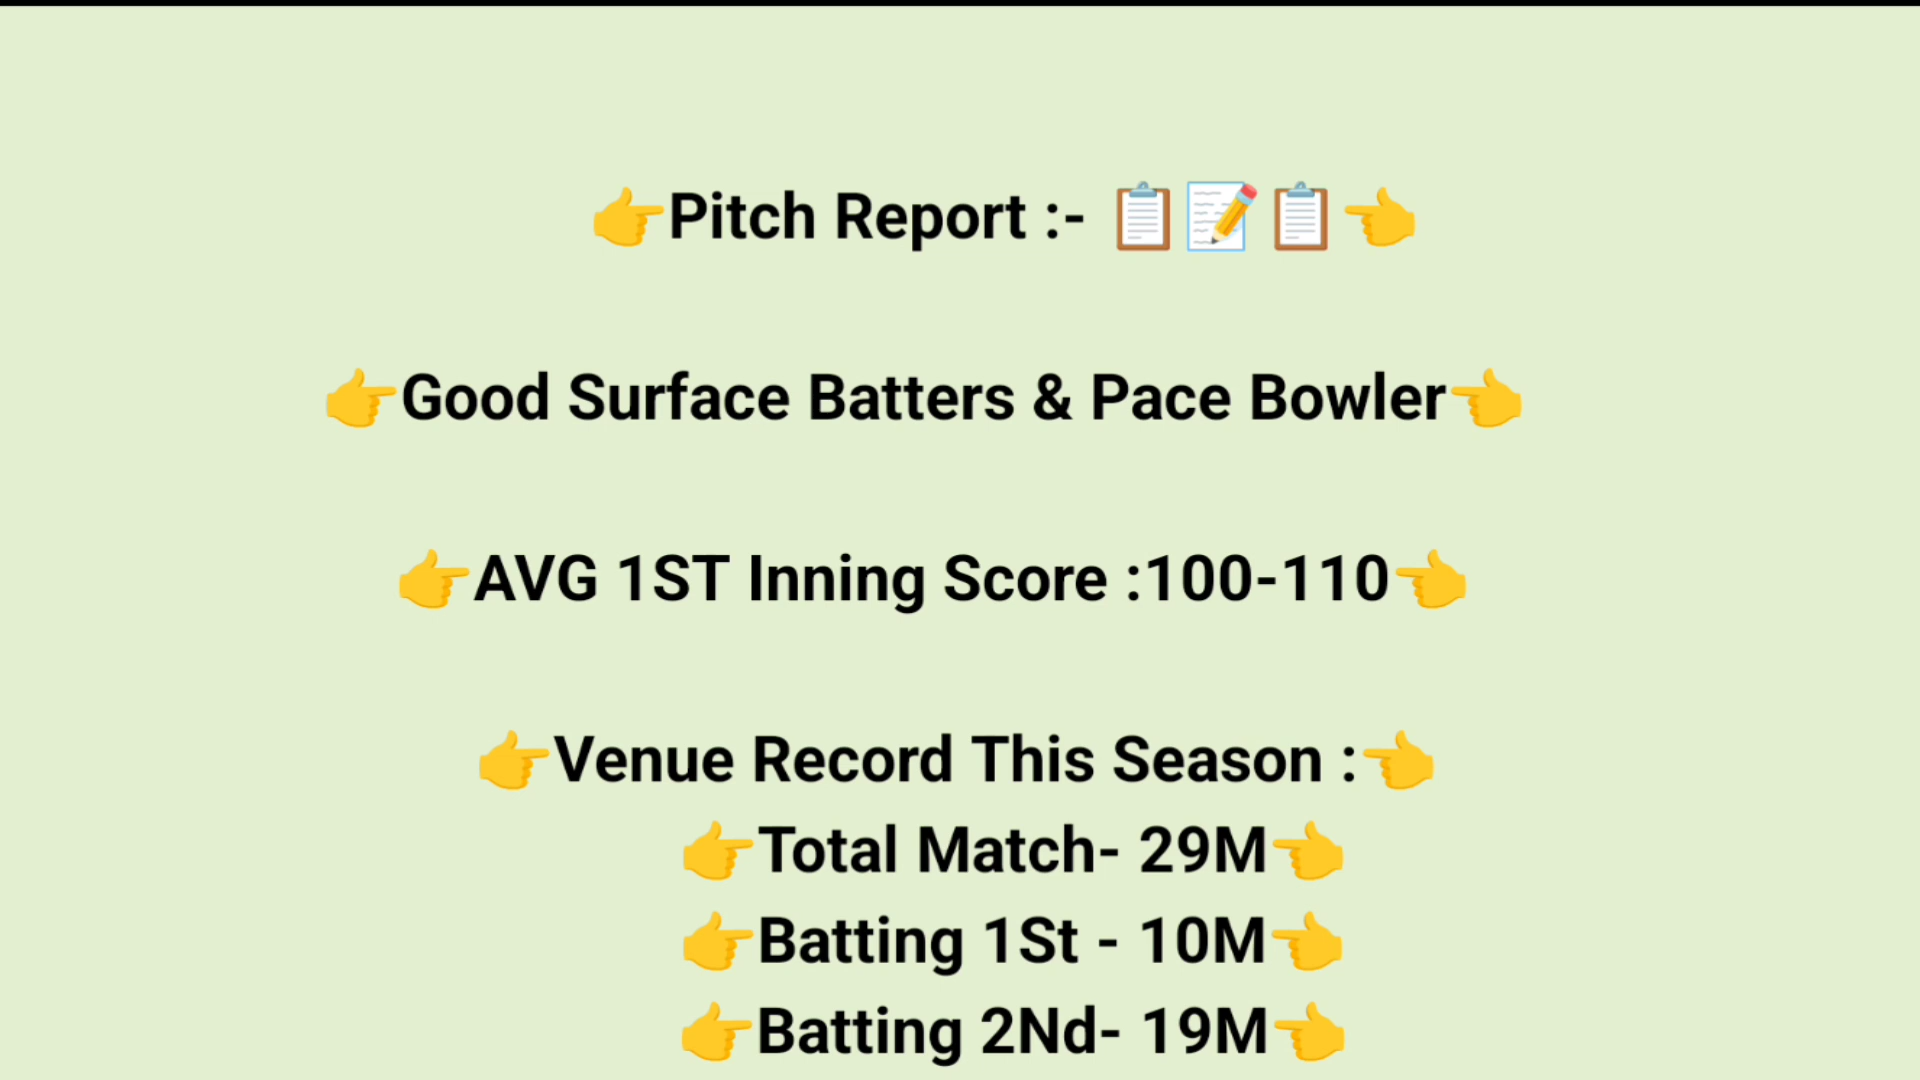 👉Pitch Report :- 📋📝📋👈
👉Good Surface Batters & Pace Bowler👈
👉AVG 1ST Inning Score :100-110👈
👉Venue Record This Season :👈
👉Total Match- 29M👈
👉Batting 1St - 10M👈
👉Batting 2Nd- 19M👈